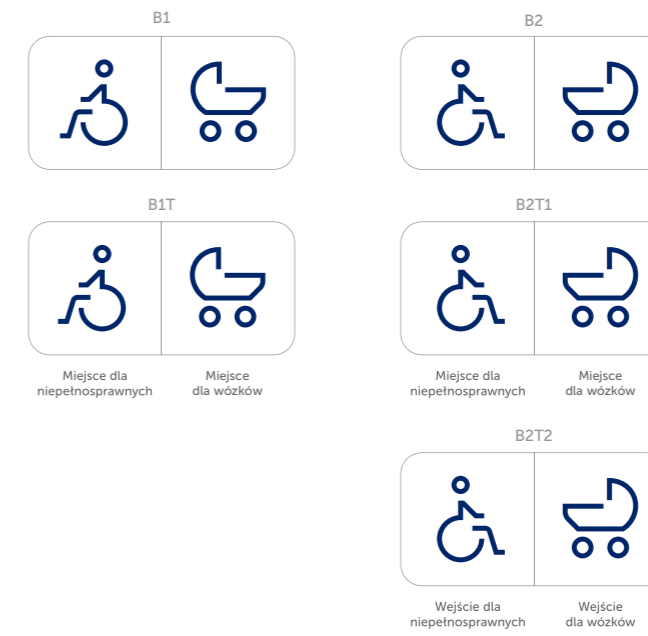 B1
B2
B1T
B2T1
Miejsce dla
niepełnosprawnych
Miejsce
dla wózków
Miejsce dla
niepełnosprawnych
Miejsce
dla wózków
B2T2
Wejście dla
niepełnosprawnych
Wejście
dla wózków